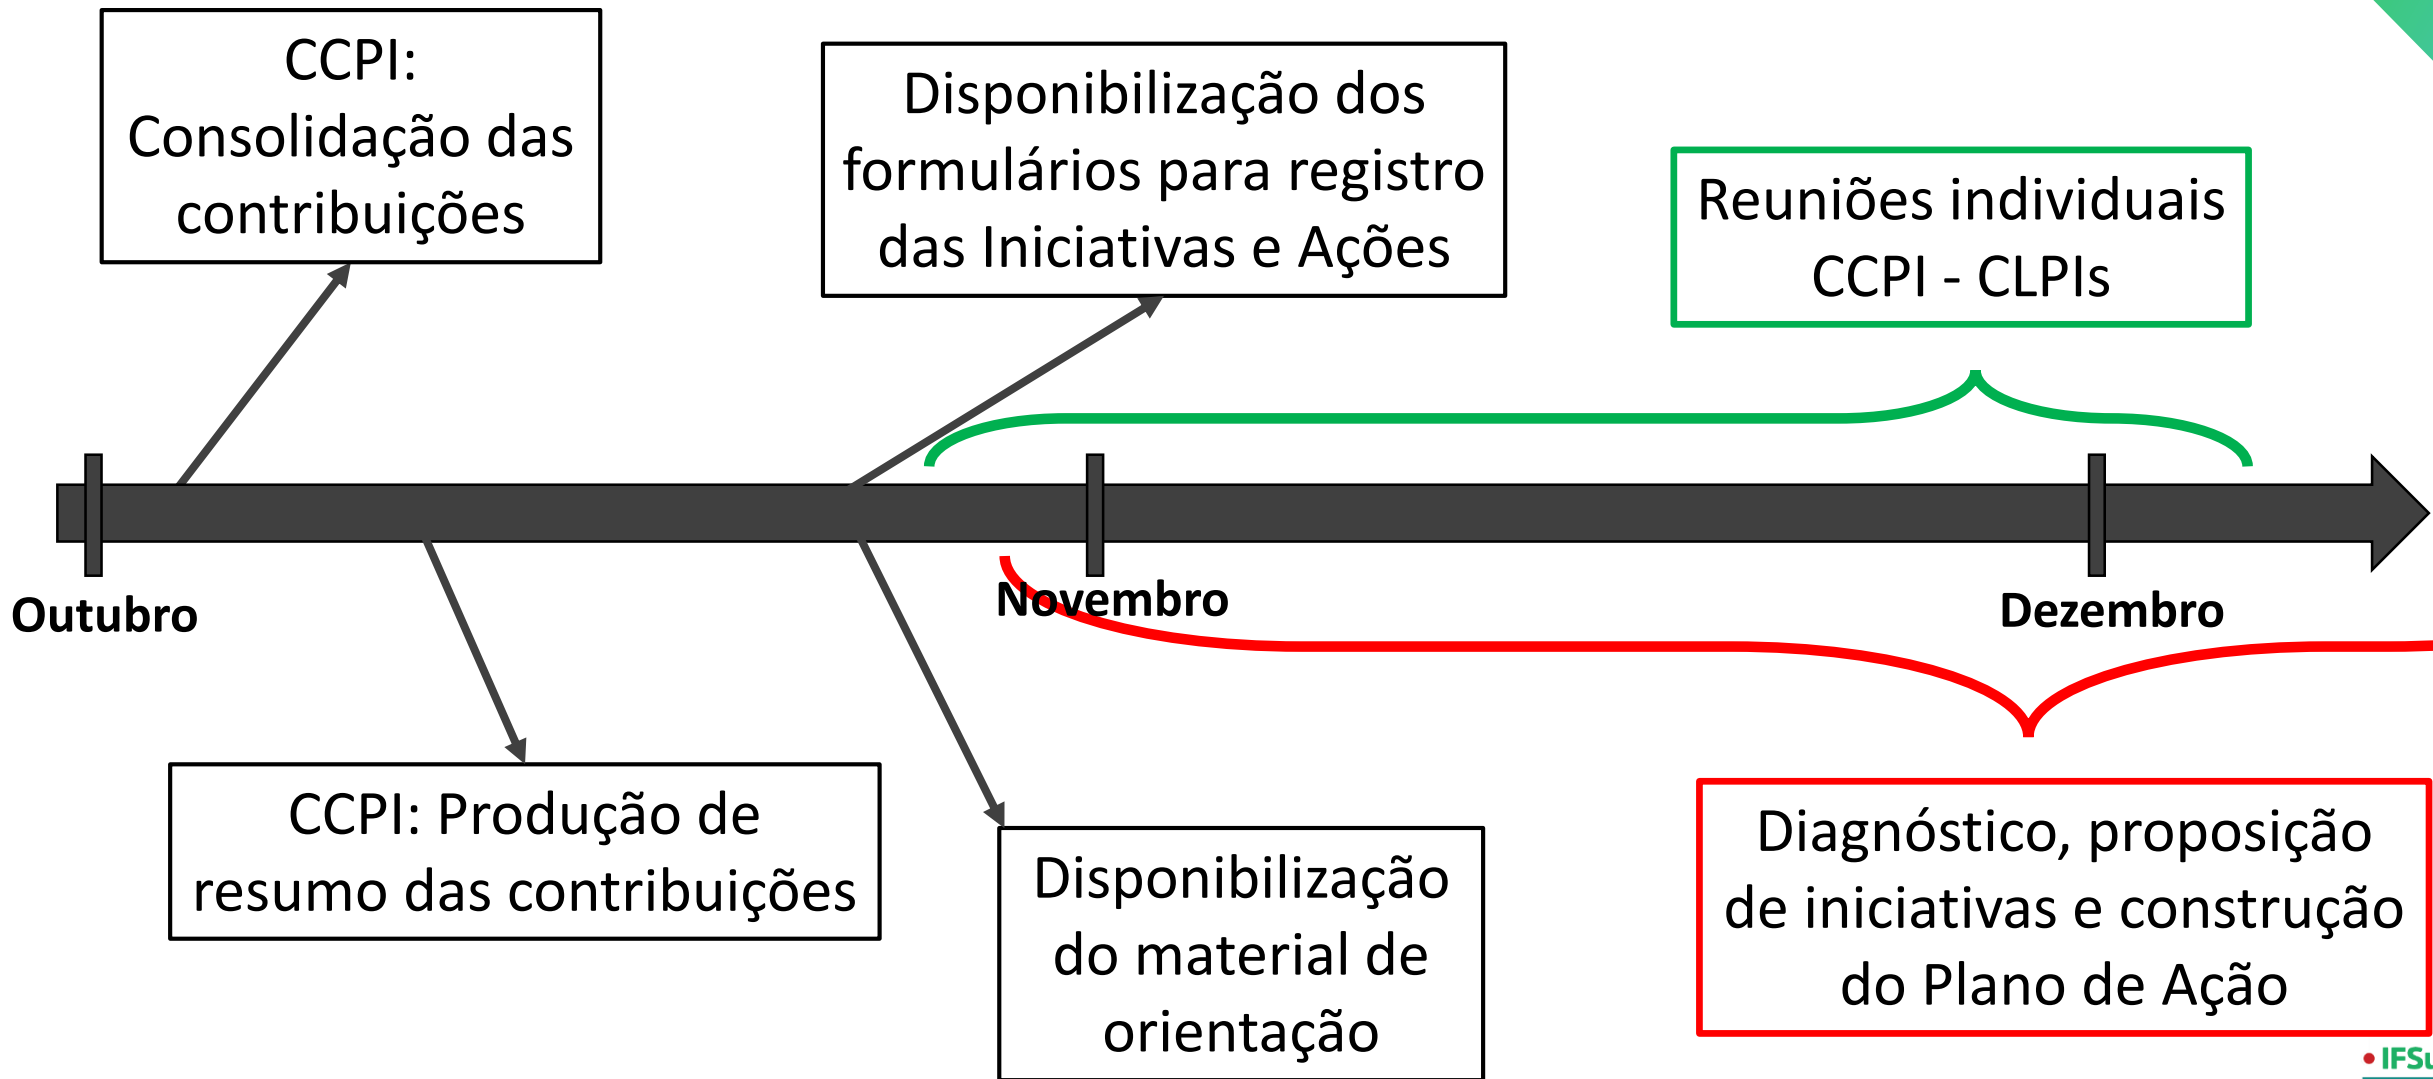 CCPI:
Consolidação das
contribuições
Disponibilização dos
formulários para registro
das Iniciativas e Ações
Reuniões individuais
CCPI - CLPIs
Outubro
Novembro
Dezembro
CCPI: Produção de
resumo das contribuições
Disponibilização
do material de
orientação
Diagnóstico, proposição
de iniciativas e construção
do Plano de Ação